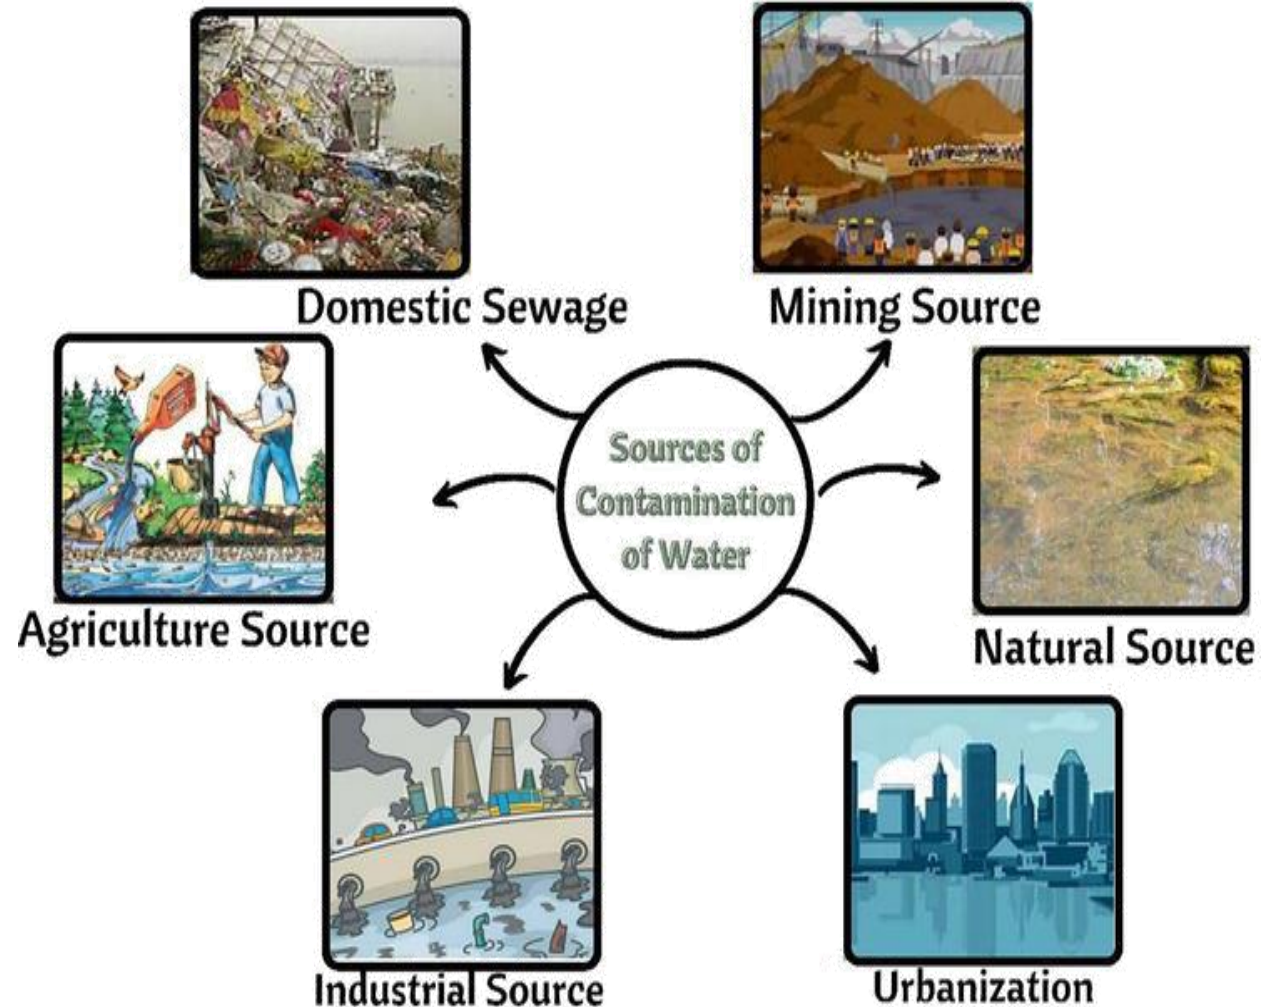 Domestic Sewage
Mining Source
Sources of
Contamination
of Water
Agriculture Source
Natural Source
Industrial Source
Urbanization